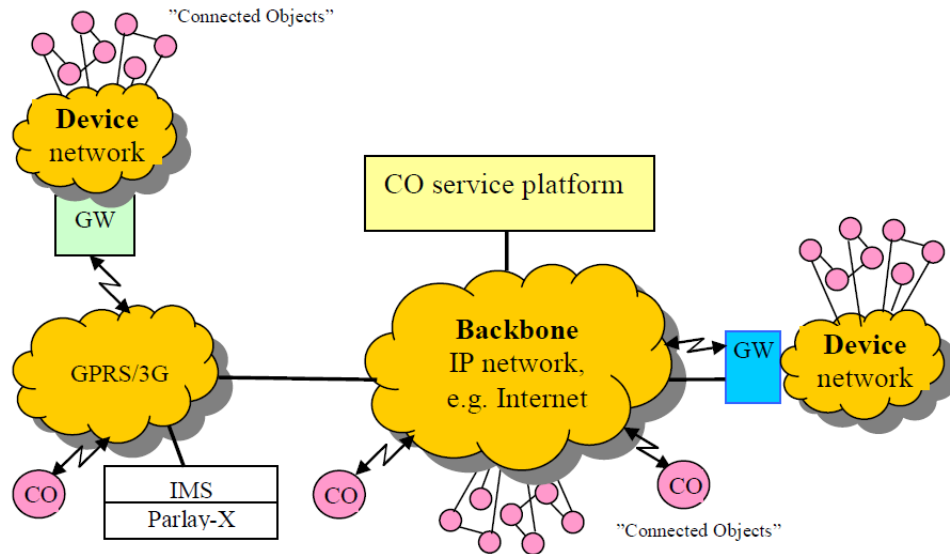 ”Connected Objects”
Device
network
GW
CO service platform
GPRS/3G
Backbone
IP network,
e.g. Internet
GW
Device
network
CO
IMS
Parlay-X
CO
CO
”Connected Objects”